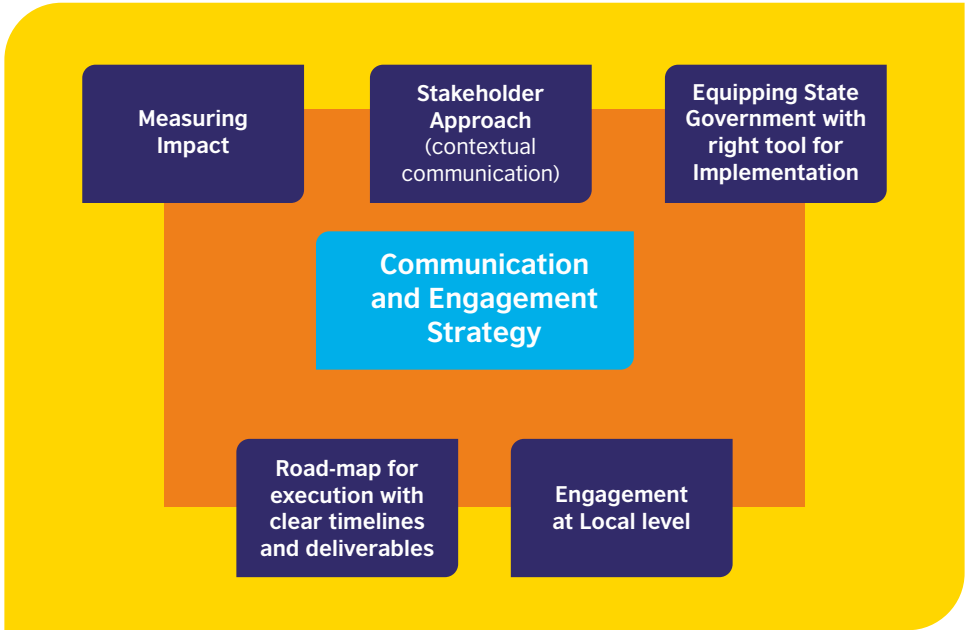 Measuring
Impact
Stakeholder
Approach
(contextual
communication)
Equipping State
Government with
right tool for
Implementation
Communication
and Engagement
Strategy
Road-map for
execution with
clear timelines
and deliverables
Engagement
at Local level